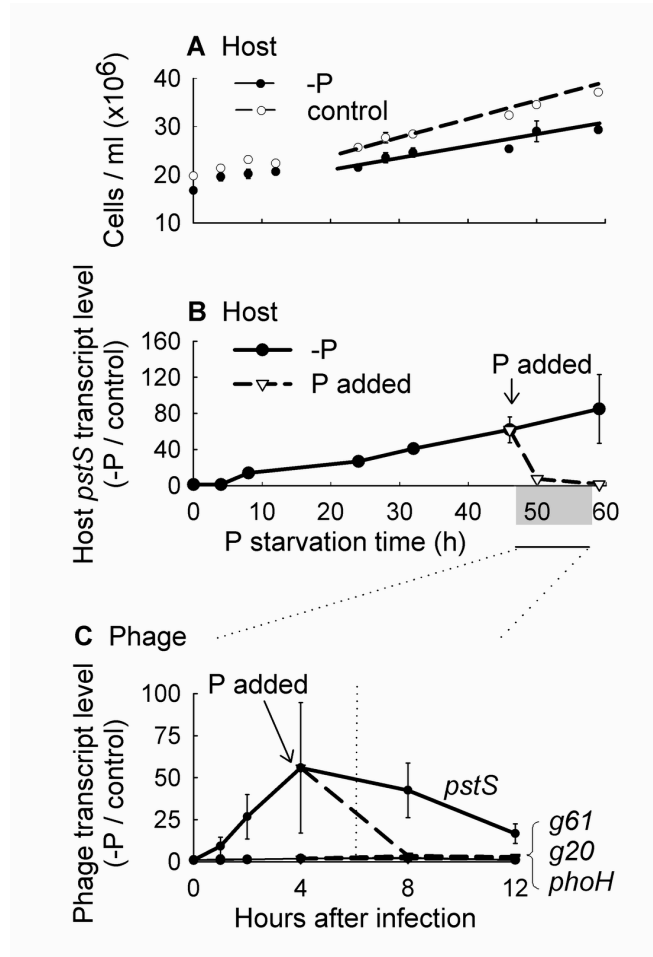 A Host
-P
control
Cells / ml (x10⁶)
40
30
20
10
B Host
-P
P added
P added
Host pstS transcript level
(-P / control)
160
120
80
40
0
0 10 20 30 40 50 60
P starvation time (h)
C Phage
P added
Phage transcript level
(-P / control)
100
75
50
25
0
pstS
g61
g20
phoH
0 4 8 12
Hours after infection